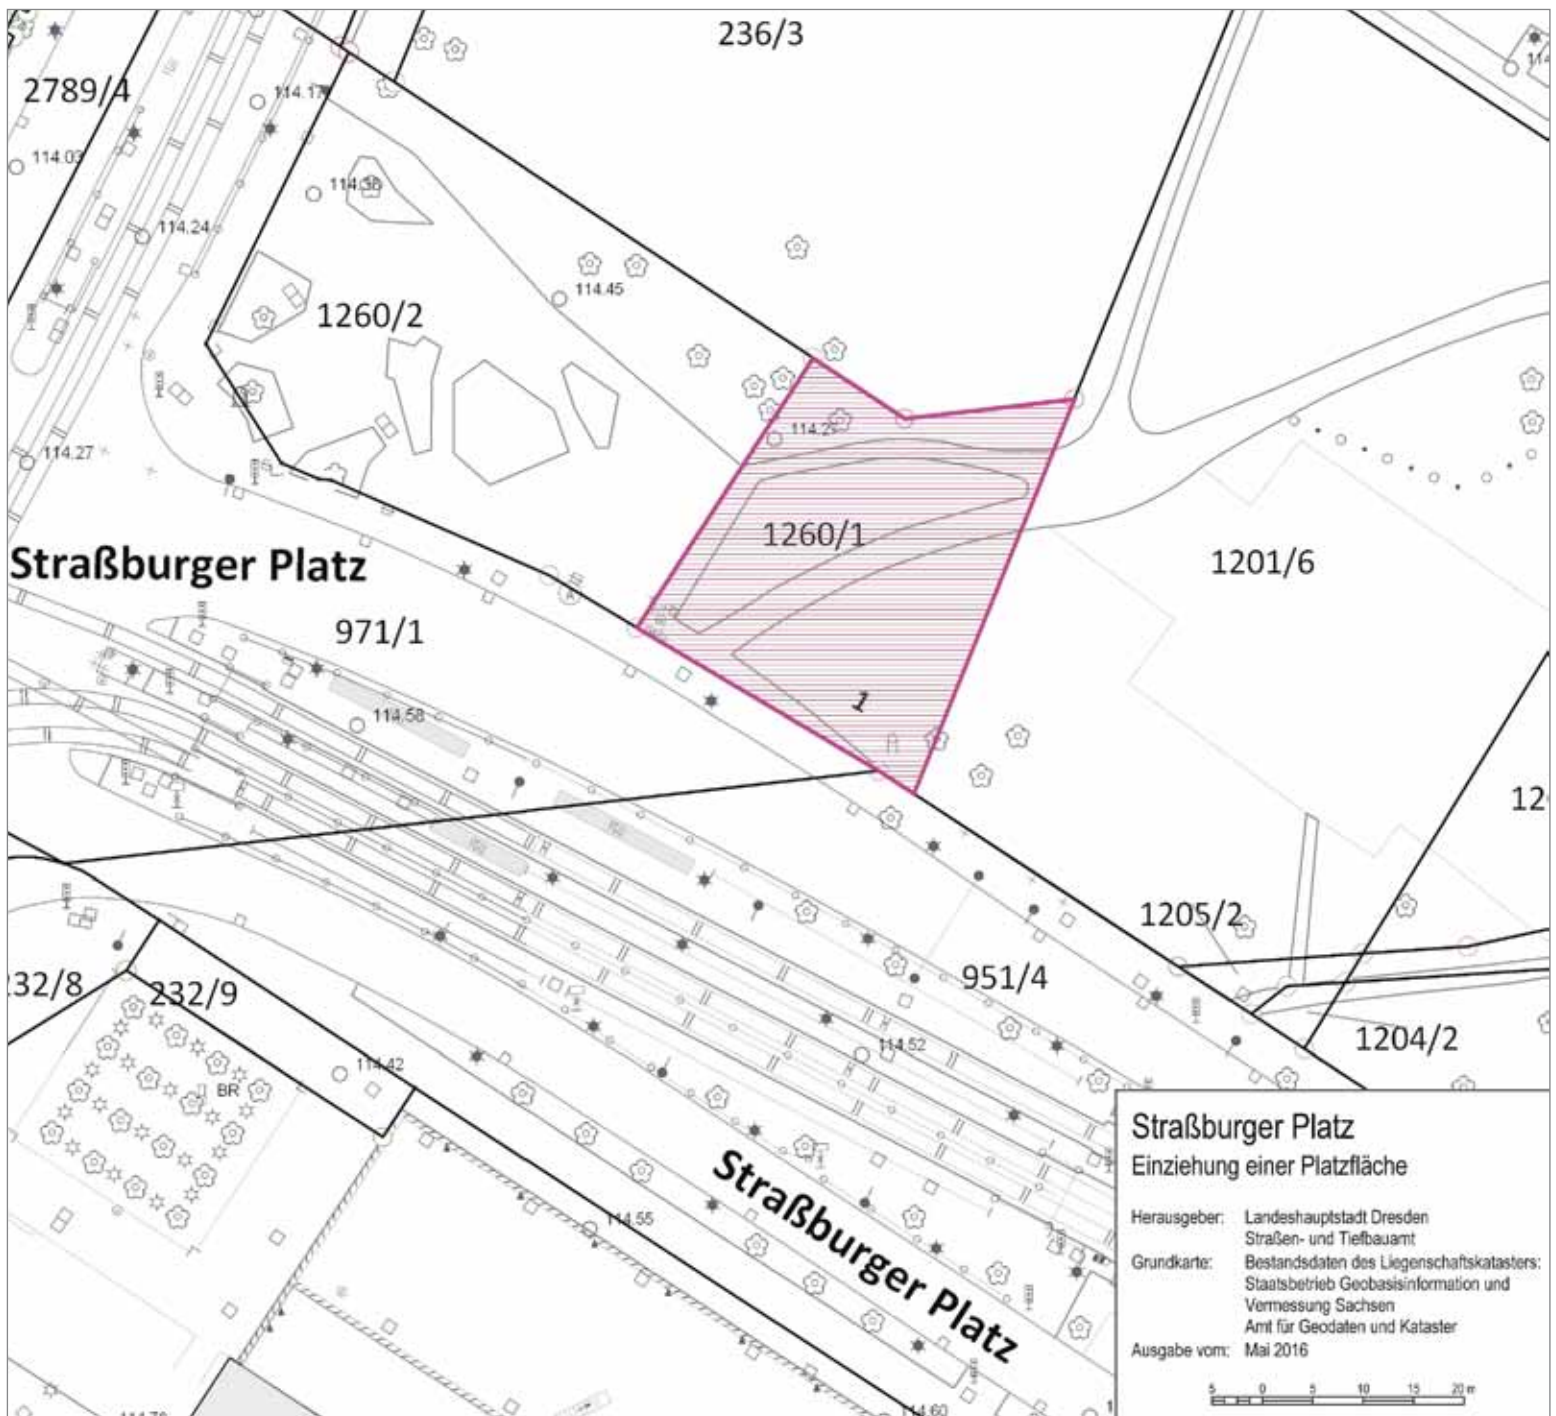 236/3
2789/4
114.17
114.03
114.36
114.24
114.45
1260/2
114.2
114.27
1260/1
1201/6
Straßburger Platz
971/1
1
114.58
12
1205/2
951/4
232/9
1204/2
114.52
114.42
BR
Straßburger Platz
114.55
114.60
Straßburger Platz
Einziehung einer Platzfläche
Herausgeber: Landeshauptstadt Dresden
Straßen- und Tiefbauamt
Grundkarte: Bestandsdaten des Liegenschaftskatasters:
Staatsbetrieb Geobasisinformation und
Vermessung Sachsen
Amt für Geodaten und Kataster
Ausgabe vom: Mai 2016
5 0 5 10 15 20 m